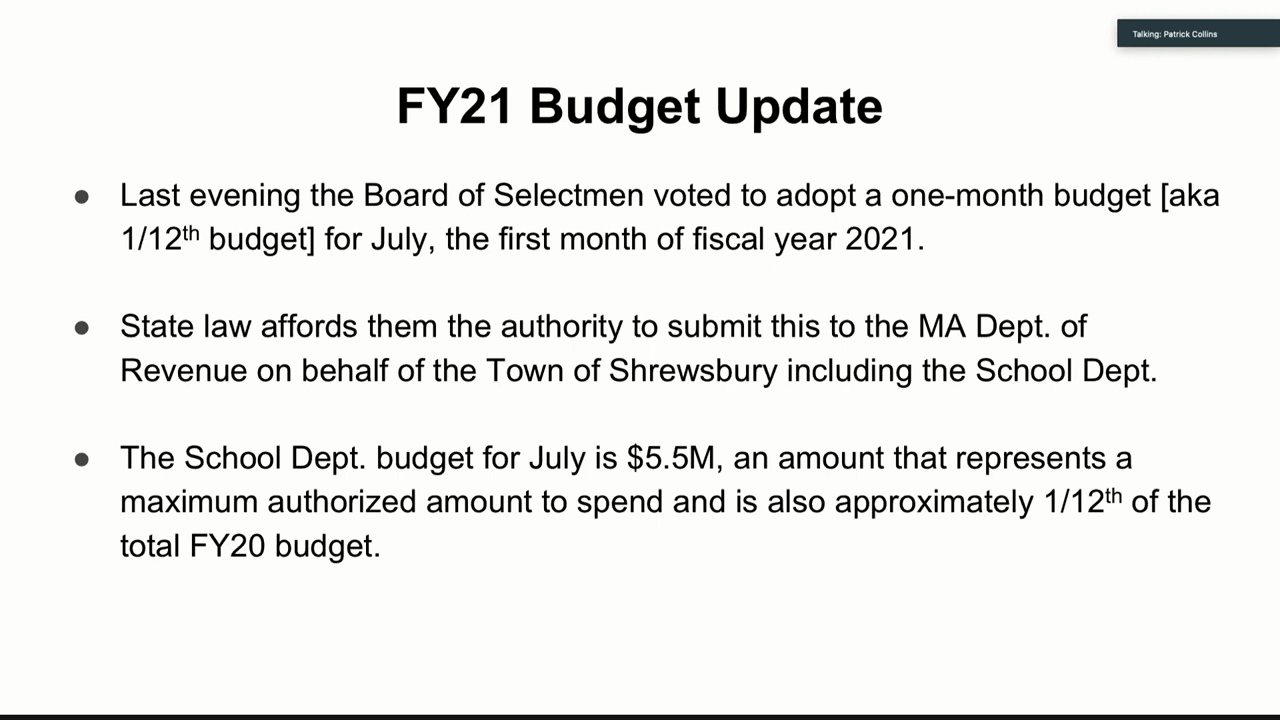 Talking: Patrick Collins
FY21 Budget Update
● Last evening the Board of Selectmen voted to adopt a one-month budget [aka
1/12th budget] for July, the first month of fiscal year 2021.
● State law affords them the authority to submit this to the MA Dept. of
Revenue on behalf of the Town of Shrewsbury including the School Dept.
● The School Dept. budget for July is $5.5M, an amount that represents a
maximum authorized amount to spend and is also approximately 1/12th of the
total FY20 budget.